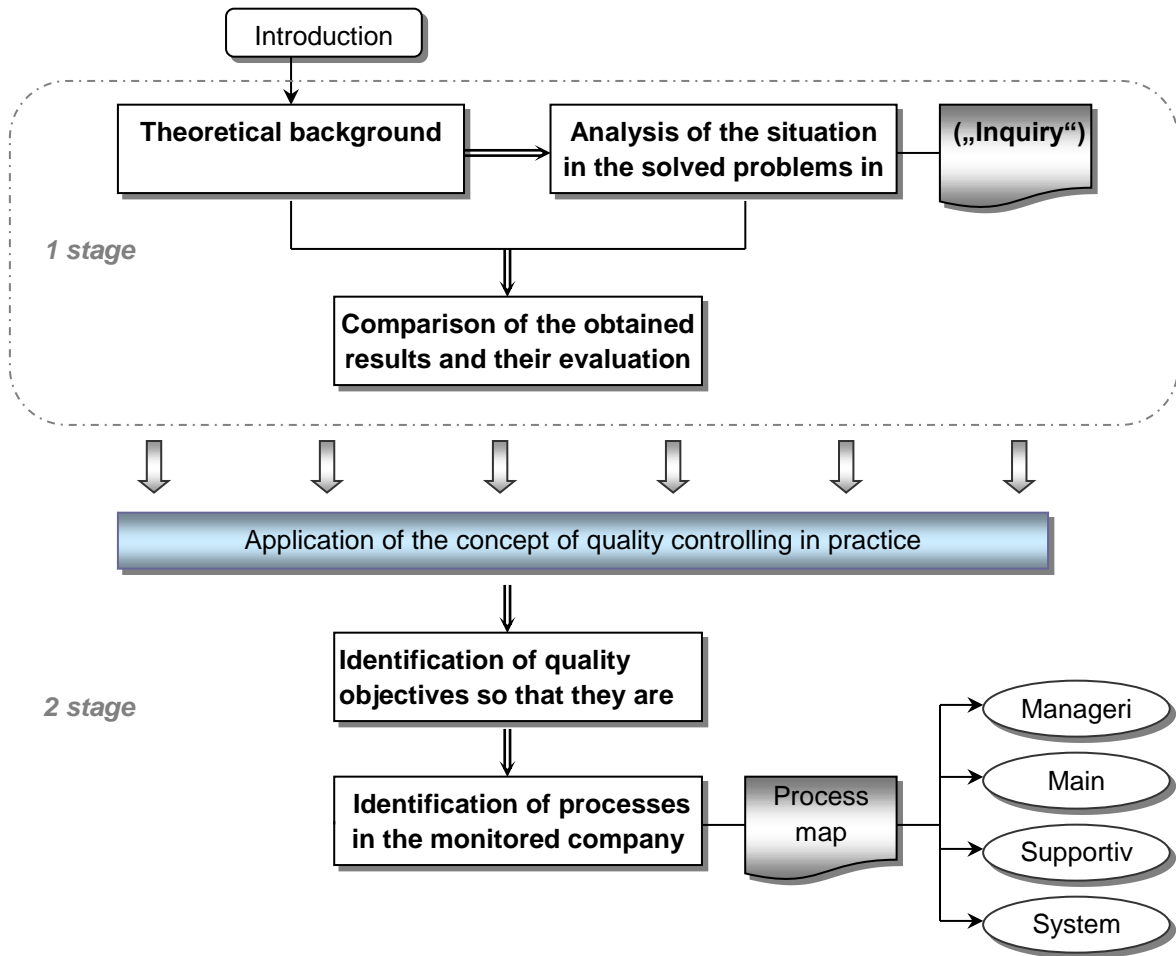 Introduction
Theoretical background
Analysis of the situation
in the solved problems in
(„Inquiry“)
1 stage
Comparison of the obtained
results and their evaluation
Application of the concept of quality controlling in practice
Identification of quality
objectives so that they are
2 stage
Manageri
Main
Identification of processes
in the monitored company
Process
map
Supportiv
System